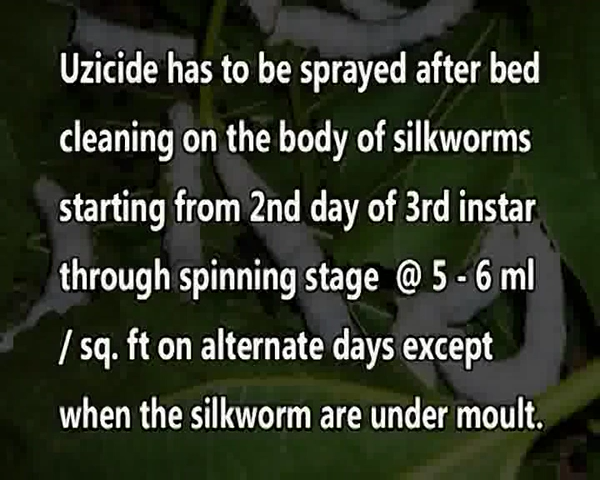 Uzicide has to be sprayed after bed
cleaning on the body of silkworms
starting from 2nd day of 3rd instar
through spinning stage @ 5 - 6 ml
/ sq. ft on alternate days except
when the silkworm are under moult.